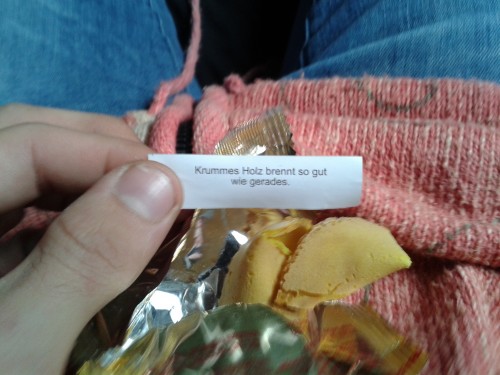 Krummes Holz brennt so gut
wie gerades.